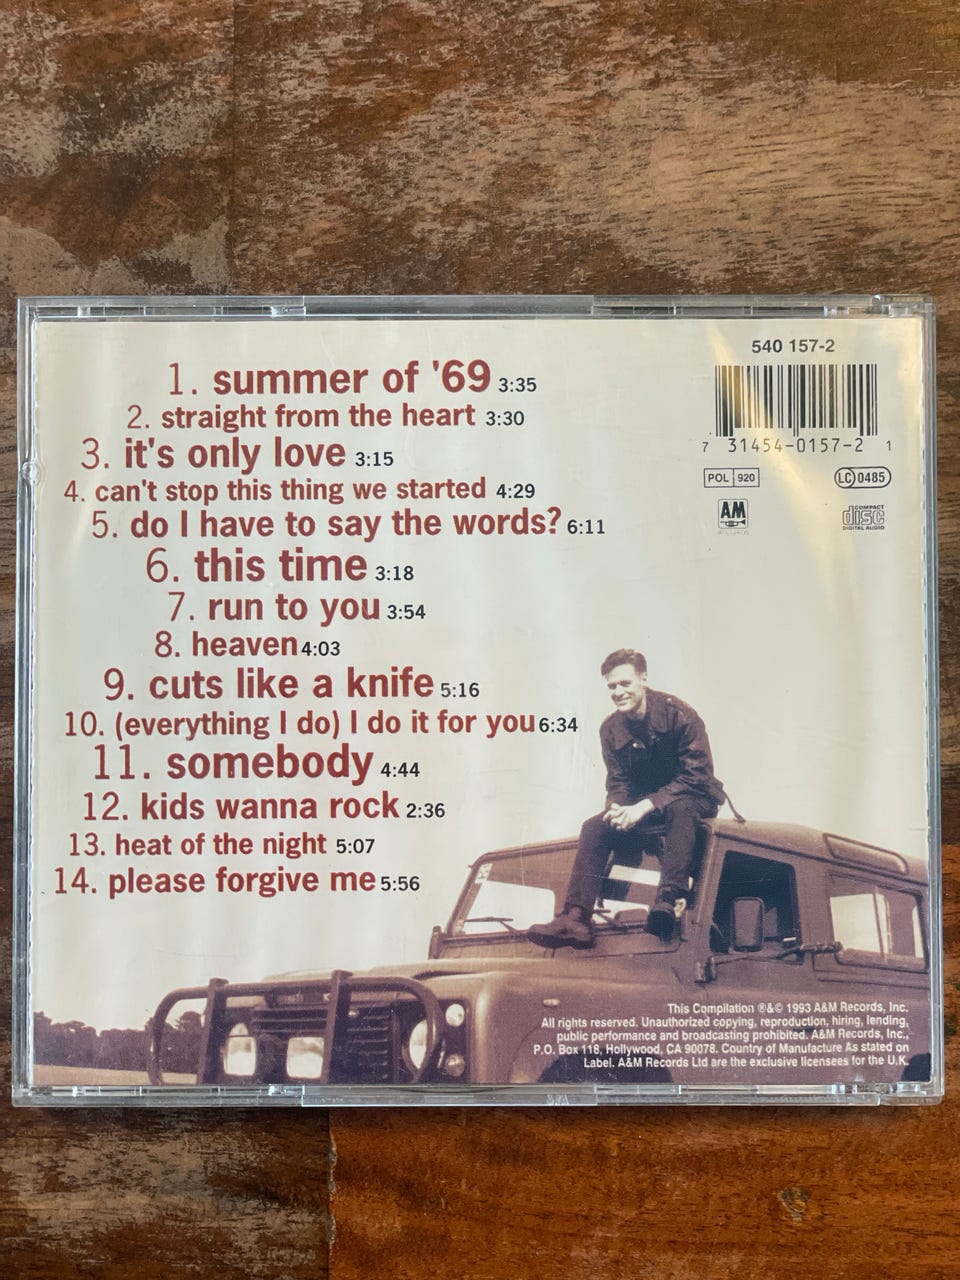 1. summer of '69 3:35
2. straight from the heart 3:30
3. it's only love 3:15
4. can't stop this thing we started 4:29
5. do I have to say the words? 6:11
6. this time 3:18
7. run to you 3:54
8. heaven 4:03
9. cuts like a knife 5:16
10. (everything I do) I do it for you 6:34
11. somebody 4:44
12. kids wanna rock 2:36
13. heat of the night 5:07
14. please forgive me 5:56
540 157-2
7 31454-0157-2 1
POL 920
LC 0485
AM
RECORDS
COMPACT
disc
DIGITAL AUDIO
This Compilation ℗&© 1993 A&M Records, Inc.
All rights reserved. Unauthorized copying, reproduction, hiring, lending,
public performance and broadcasting prohibited. A&M Records, Inc.,
P.O. Box 118, Hollywood, CA 90078. Country of Manufacture As stated on
Label. A&M Records Ltd are the exclusive licensees for the U.K.